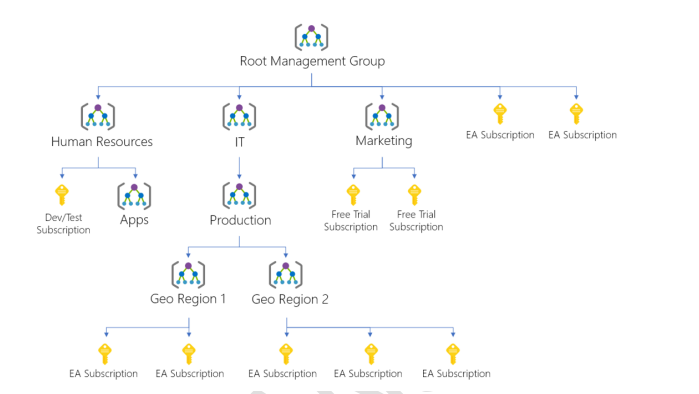 Root Management Group
Human Resources
IT
Marketing
EA Subscription
EA Subscription
Dev/Test
Subscription
Apps
Production
Free Trial
Subscription
Free Trial
Subscription
Geo Region 1
Geo Region 2
EA Subscription
EA Subscription
EA Subscription
EA Subscription
EA Subscription